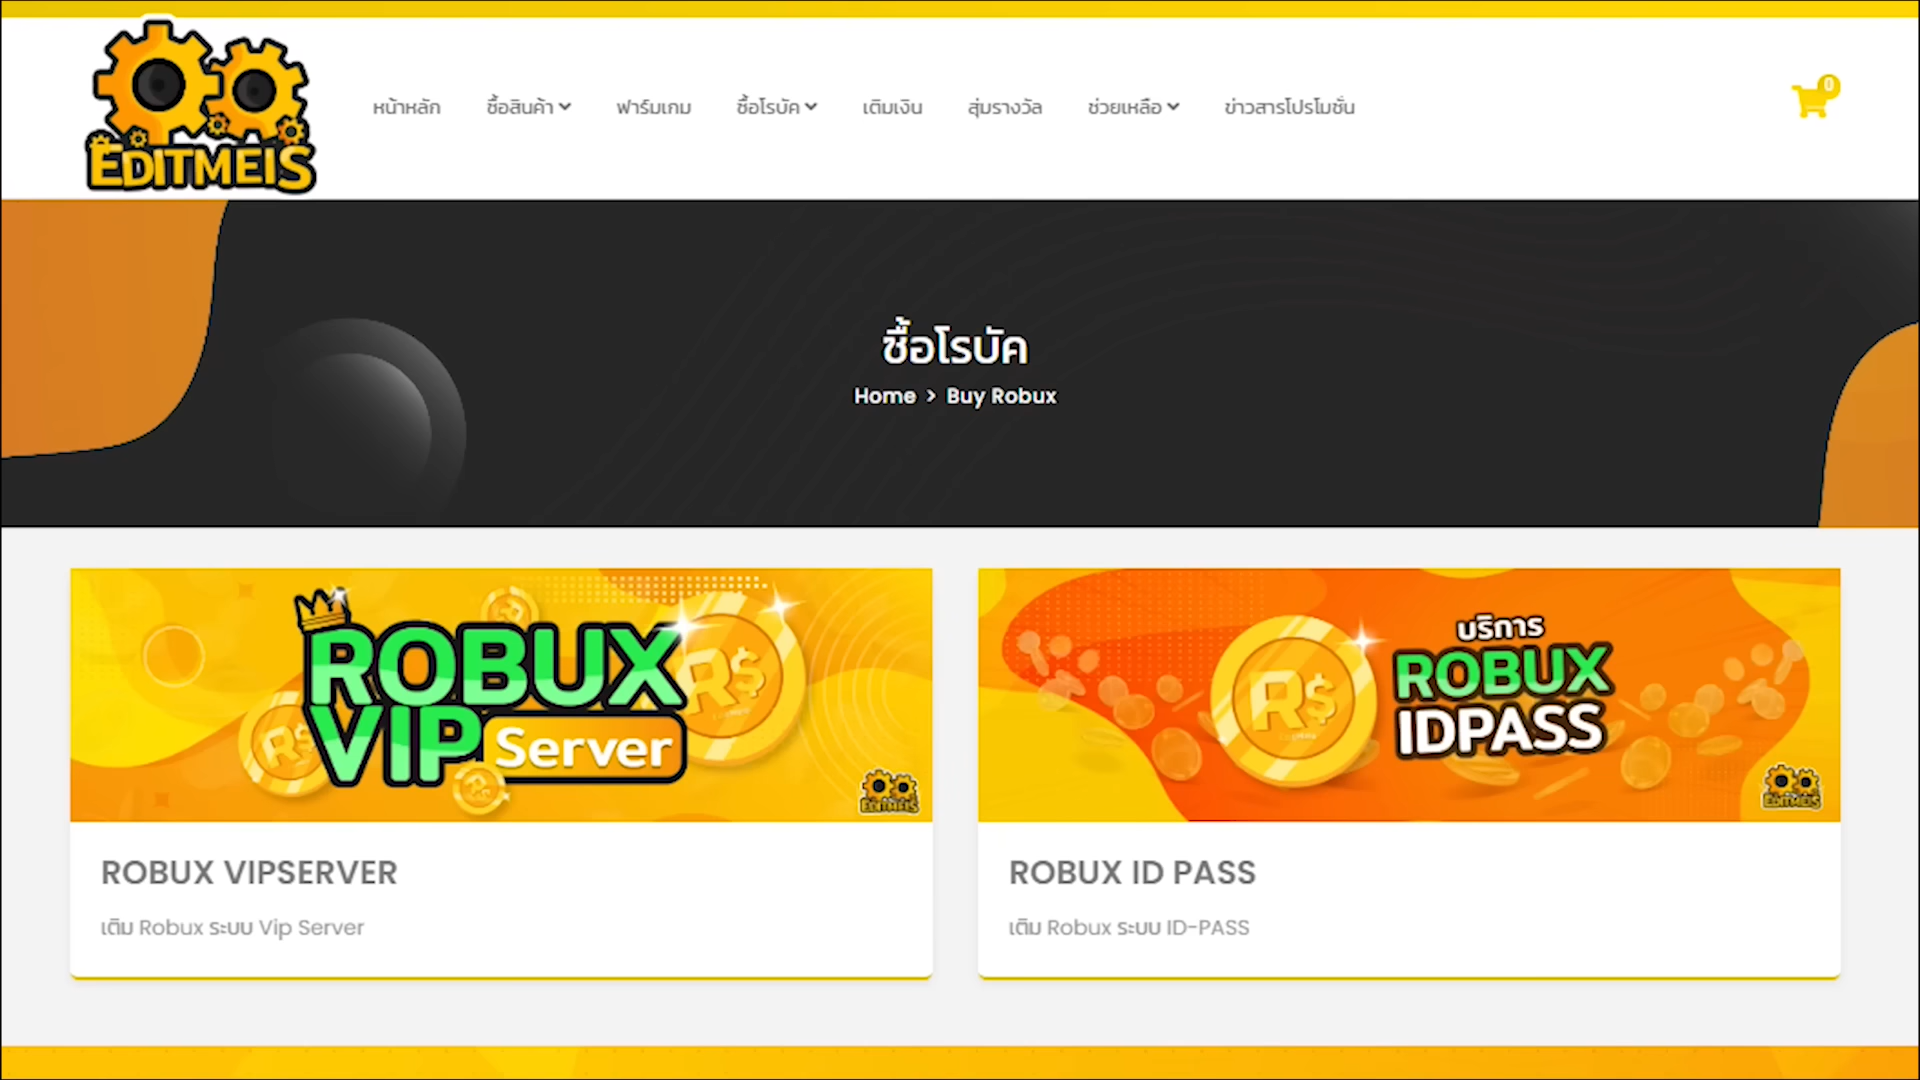 EDITMEIS
หน้าหลัก ซื้อสินค้า ฟาร์มเกม ซื้อโรบัค เติมเงิน สุ่มรางวัล ช่วยเหลือ ข่าวสารโปรโมชั่น
0
ซื้อโรบัค
Home > Buy Robux
ROBUX
VIP Server
R$
R$
EDITMEIS
บริการ
ROBUX
IDPASS
R$
EDITMEIS
ROBUX VIPSERVER
เติม Robux ระบบ Vip Server
ROBUX ID PASS
เติม Robux ระบบ ID-PASS